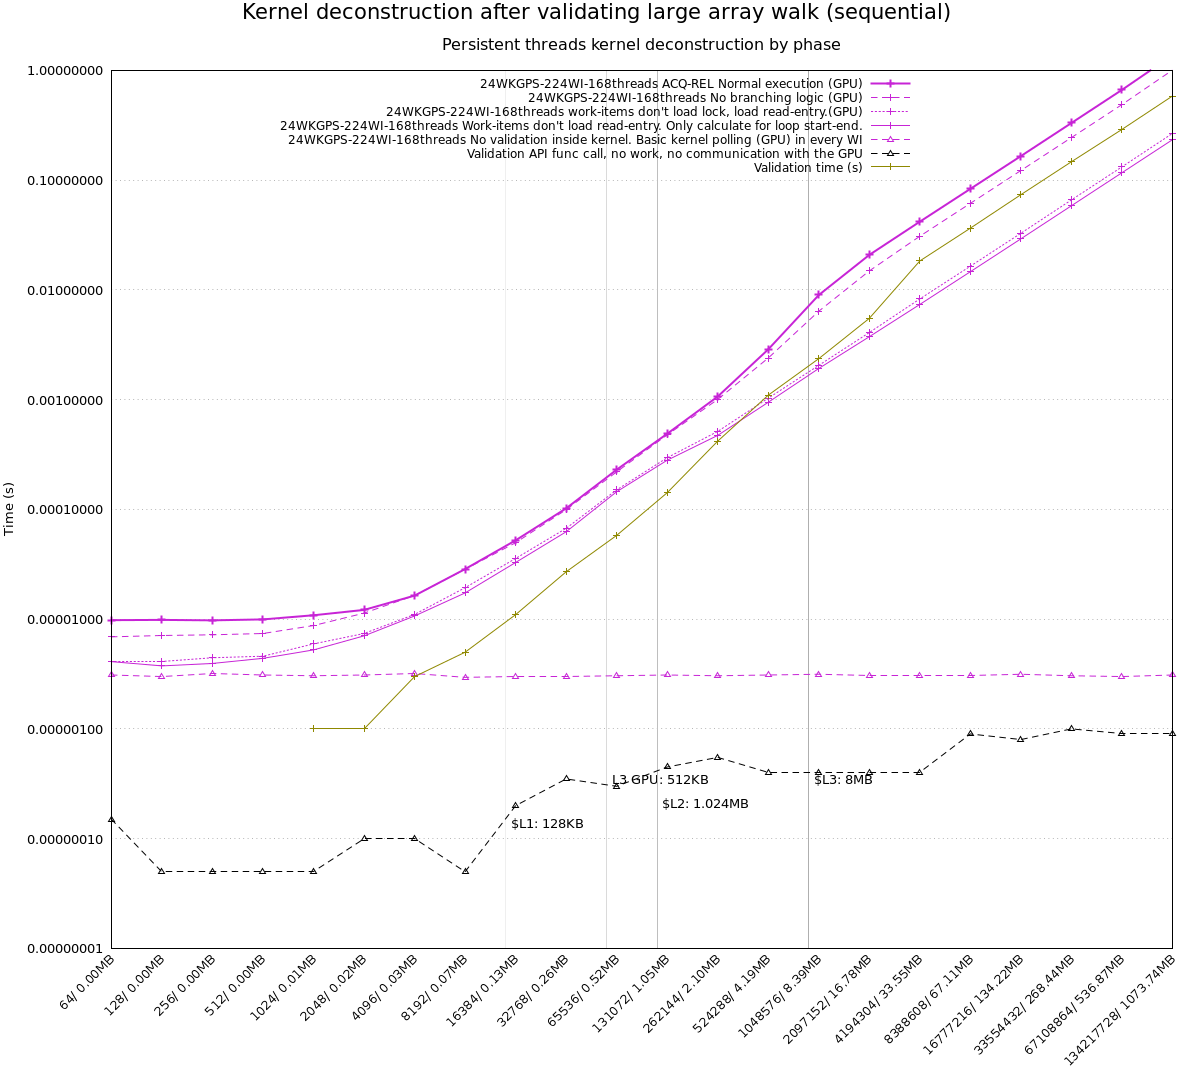 Kernel deconstruction after validating large array walk (sequential)
Persistent threads kernel deconstruction by phase
24WKGPS-224WI-168threads ACQ-REL Normal execution (GPU)
24WKGPS-224WI-168threads No branching logic (GPU)
24WKGPS-224WI-168threads work-items don't load lock, load read-entry.(GPU)
24WKGPS-224WI-168threads Work-items don't load read-entry. Only calculate for loop start-end.
24WKGPS-224WI-168threads No validation inside kernel. Basic kernel polling (GPU) in every WI
Validation API func call, no work, no communication with the GPU
Validation time (s)
Time (s)
1.00000000
0.10000000
0.01000000
0.00100000
0.00010000
0.00001000
0.00000100
0.00000010
0.00000001
L3 GPU: 512KB
$L3: 8MB
$L2: 1.024MB
$L1: 128KB
64/ 0.00MB
128/ 0.00MB
256/ 0.00MB
512/ 0.00MB
1024/ 0.01MB
2048/ 0.02MB
4096/ 0.03MB
8192/ 0.07MB
16384/ 0.13MB
32768/ 0.26MB
65536/ 0.52MB
131072/ 1.05MB
262144/ 2.10MB
524288/ 4.19MB
1048576/ 8.39MB
2097152/ 16.78MB
4194304/ 33.55MB
8388608/ 67.11MB
16777216/ 134.22MB
33554432/ 268.44MB
67108864/ 536.87MB
134217728/ 1073.74MB